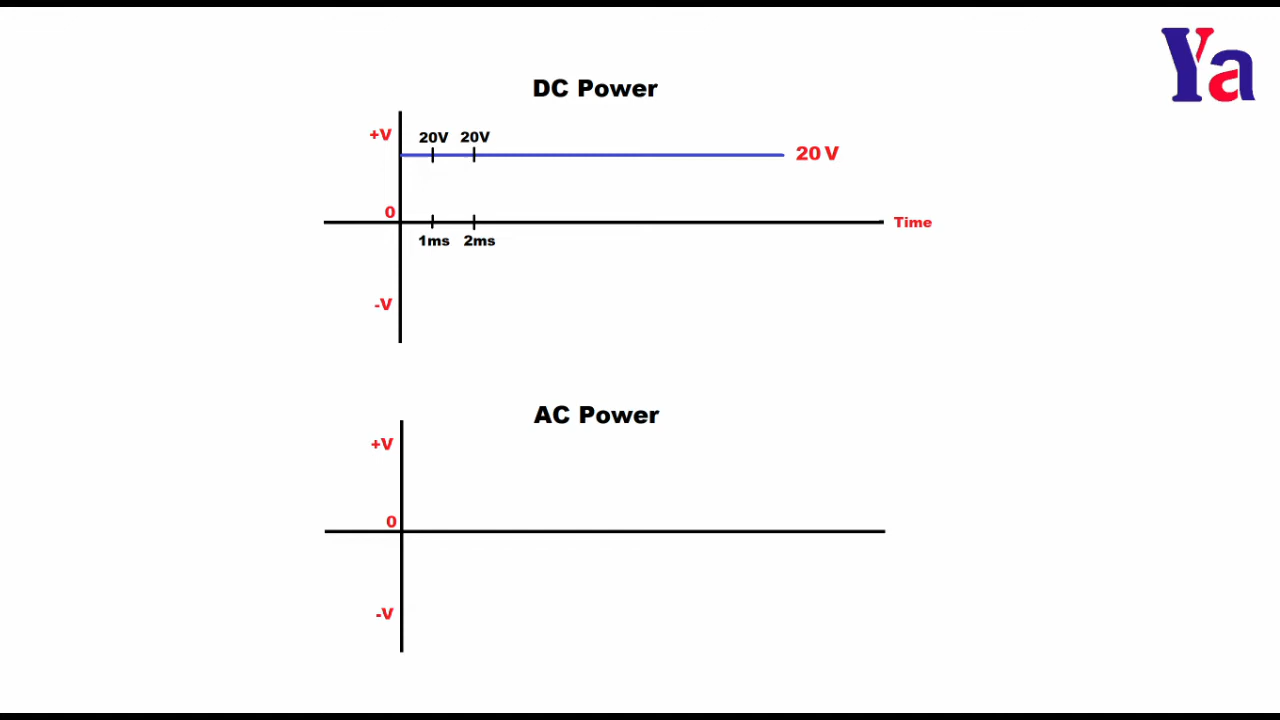 Ya
DC Power
+V
20V 20V
20 V
0
Time
1ms 2ms
-V
AC Power
+V
0
-V